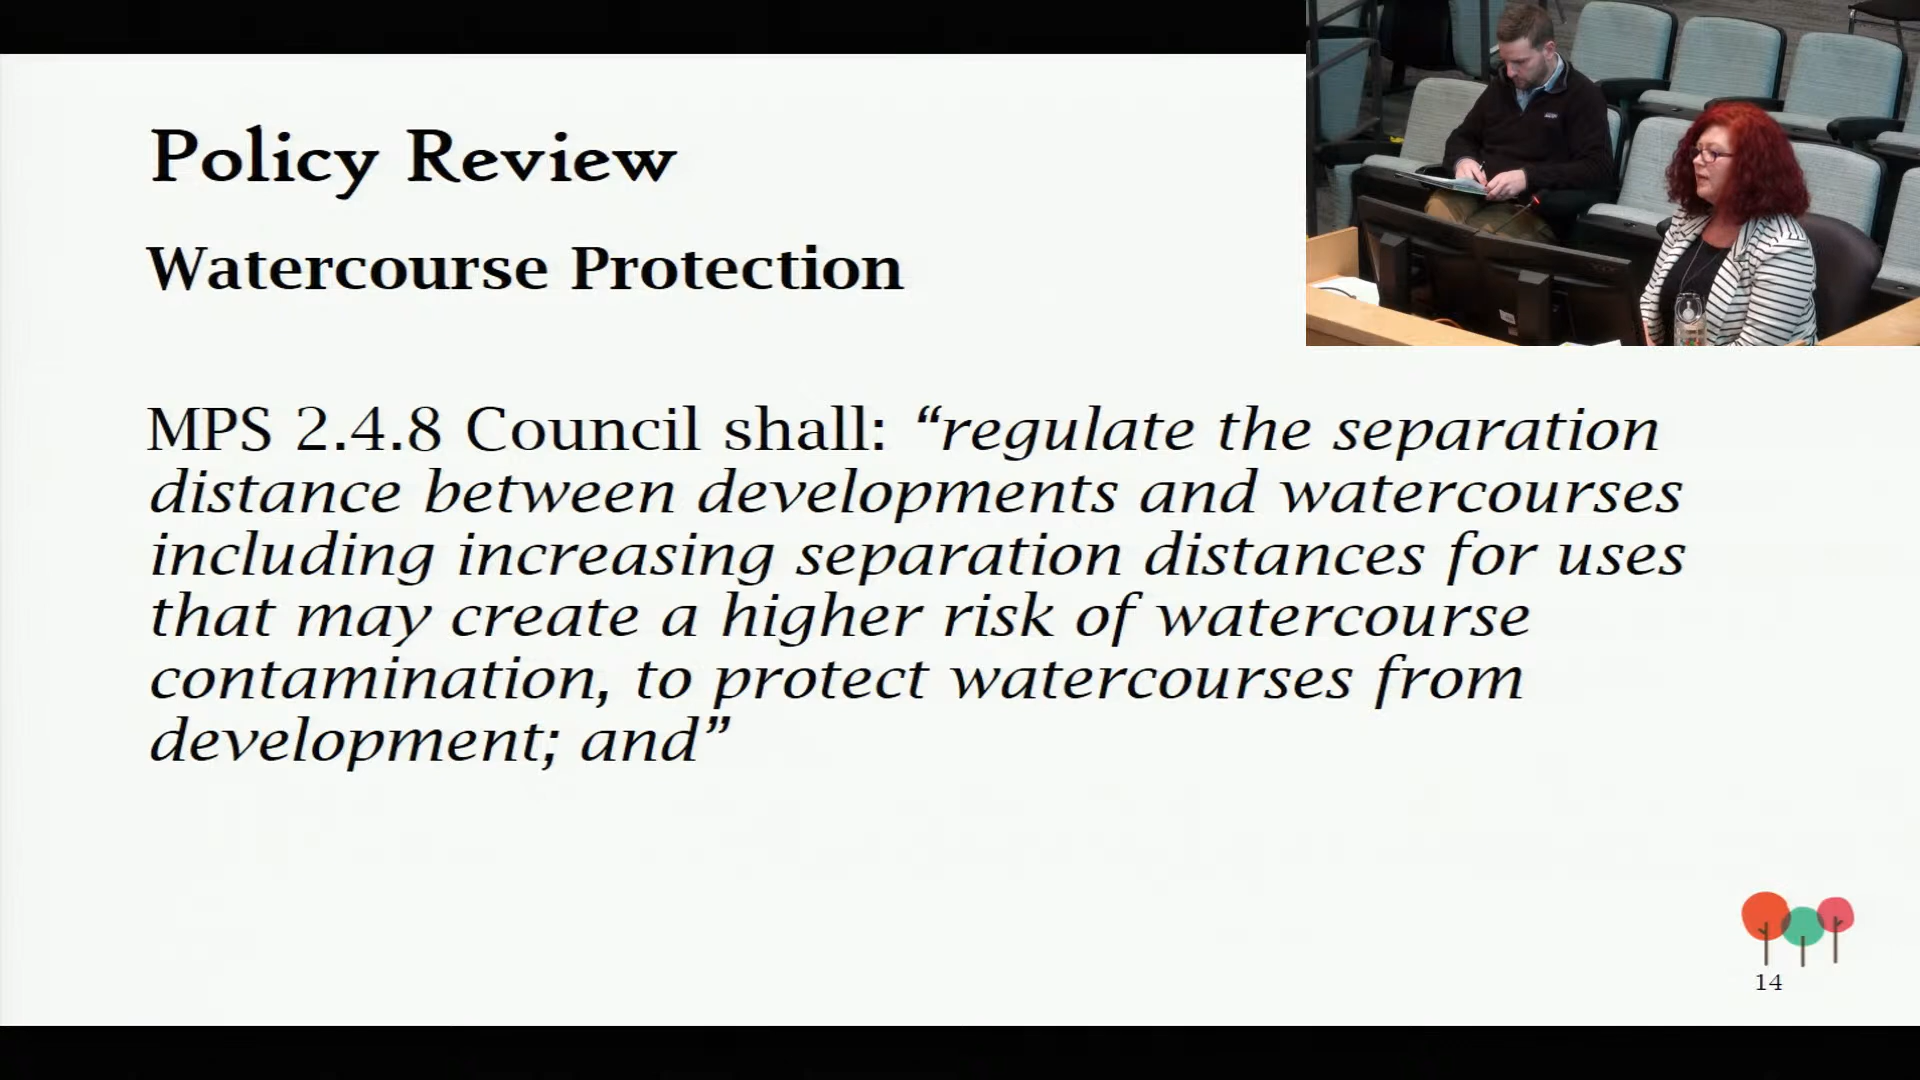 Policy Review
Watercourse Protection
MPS 2.4.8 Council shall: “regulate the separation
distance between developments and watercourses
including increasing separation distances for uses
that may create a higher risk of watercourse
contamination, to protect watercourses from
development; and”
14